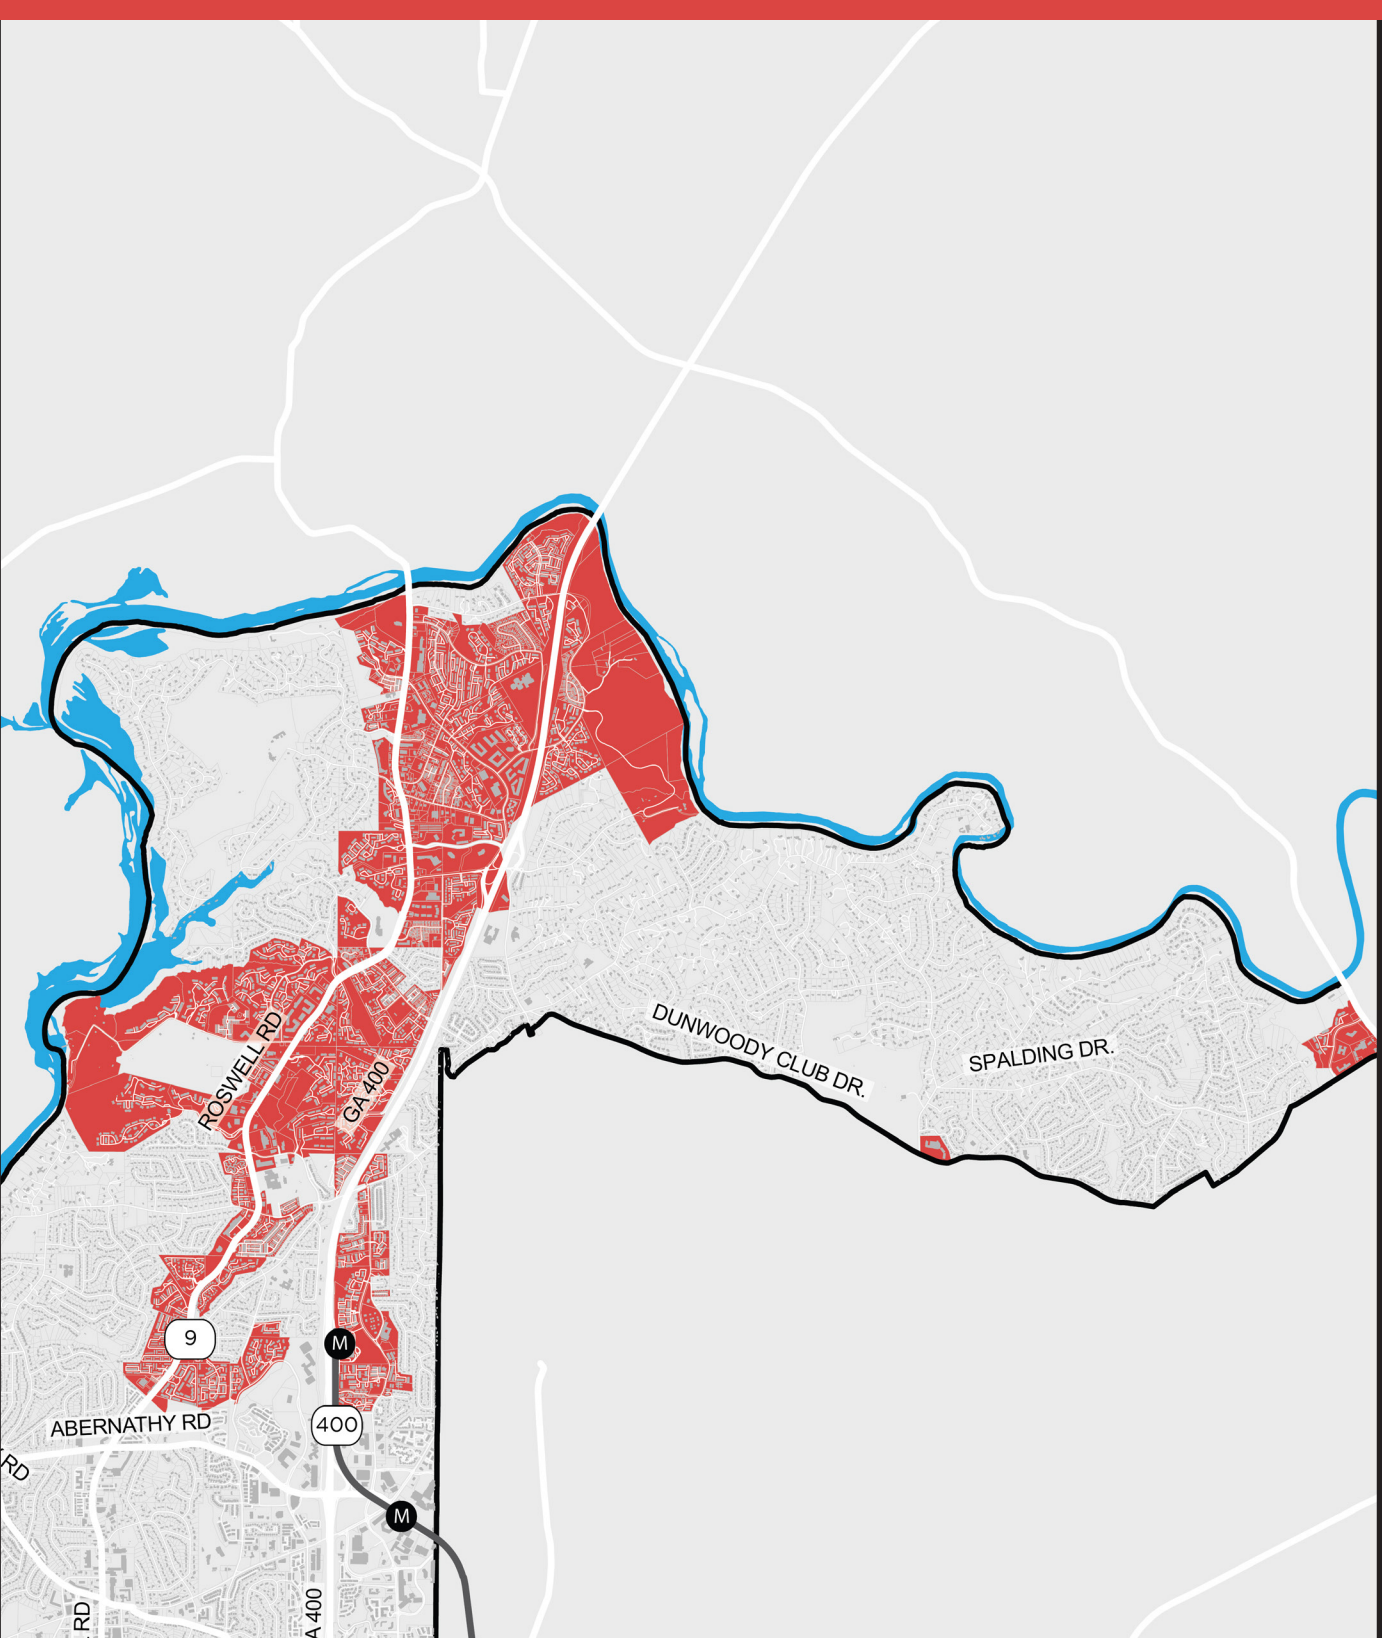 DUNWOODY CLUB DR.
SPALDING DR.
ROSWELL RD
GA 400
9
M
400
ABERNATHY RD
RD
M
RD
A 400